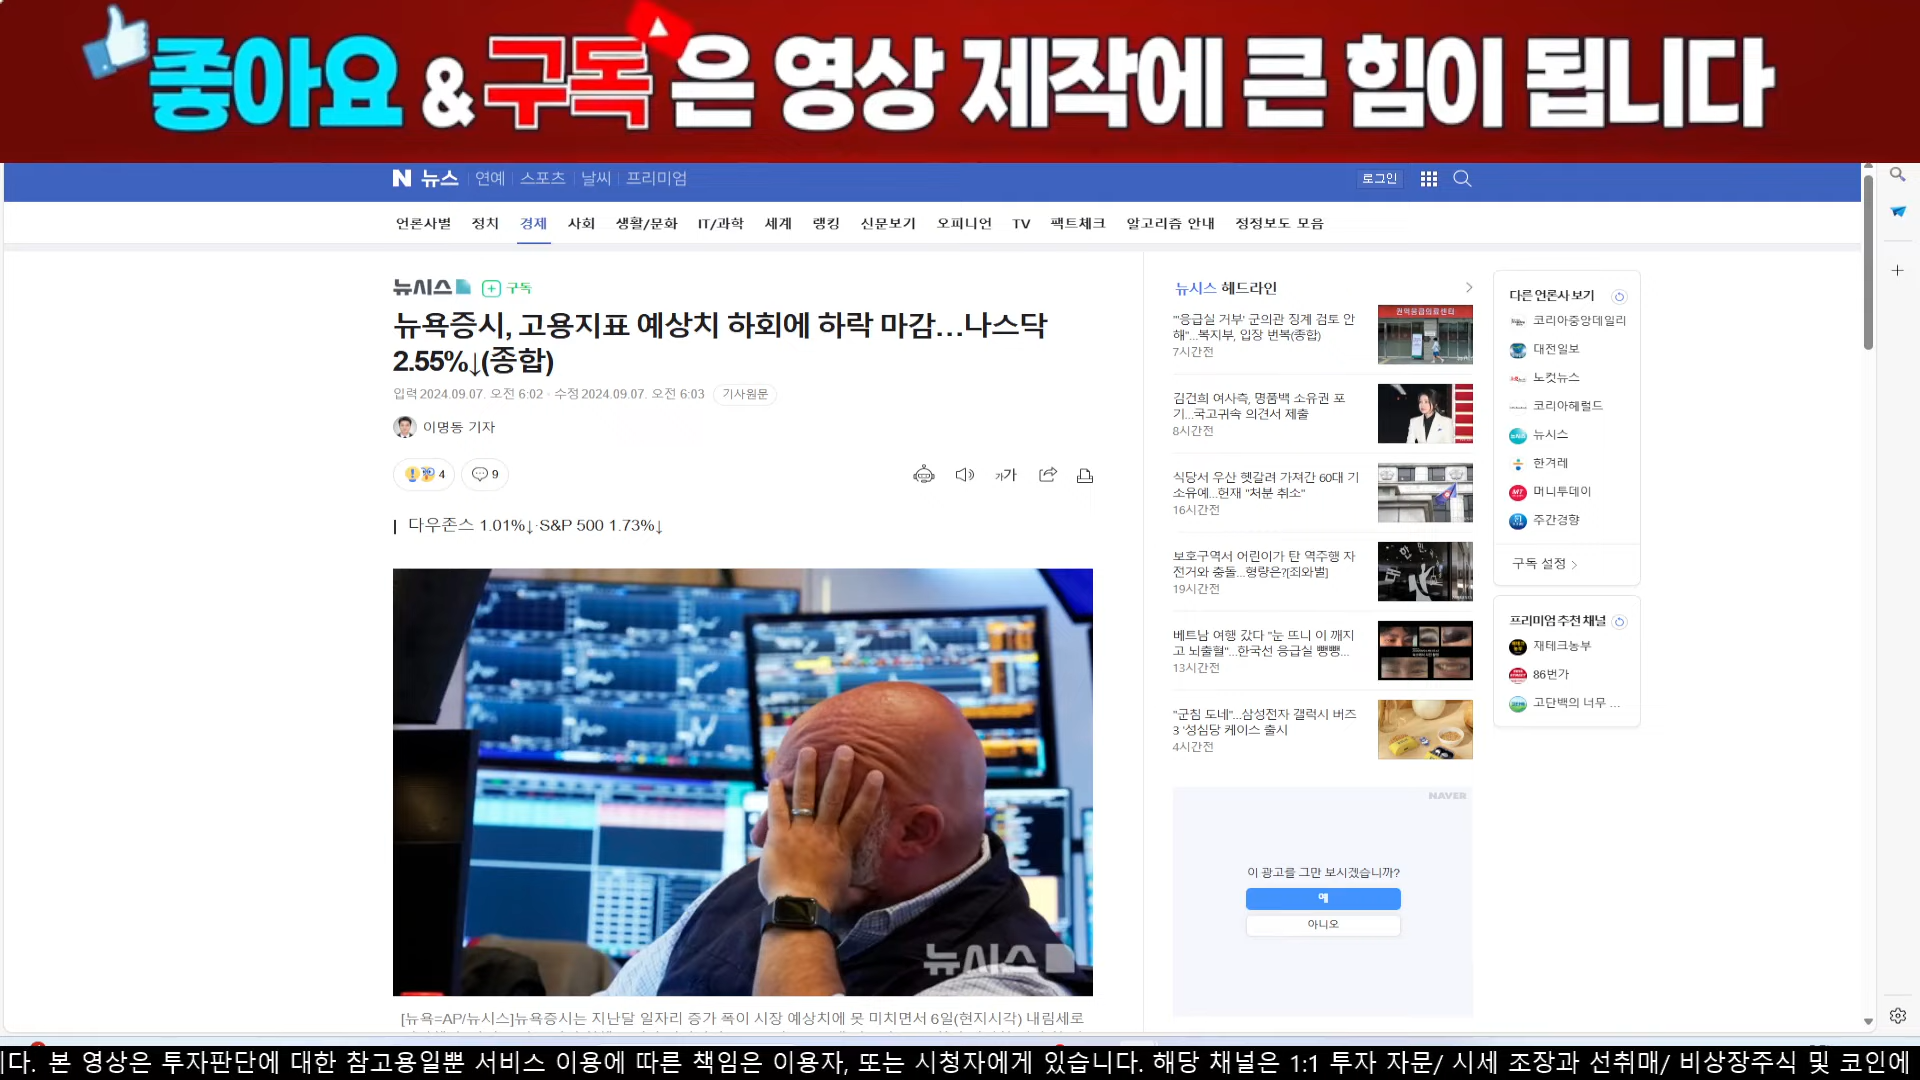 좋아요 & 구독은 영상 제작에 큰 힘이 됩니다
N 뉴스 연예 스포츠 날씨 프리미엄
로그인
언론사별 정치 경제 사회 생활/문화 IT/과학 세계 랭킹 신문보기 오피니언 TV 팩트체크 알고리즘 안내 정정보도 모음
뉴시스 구독
뉴욕증시, 고용지표 예상치 하회에 하락 마감…나스닥
2.55%↓(종합)
입력 2024.09.07. 오전 6:02 · 수정 2024.09.07. 오전 6:03 기사원문
이명동 기자
4 9
가가
다우존스 1.01%↓·S&P 500 1.73%↓
뉴시스
[뉴욕=AP/뉴시스]뉴욕증시는 지난달 일자리 증가 폭이 시장 예상치에 못 미치면서 6일(현지시각) 내림세로
뉴시스 헤드라인
"'응급실 거부' 군의관 징계 검토 안
해"…복지부, 입장 번복(종합)
7시간전
김건희 여사측, 명품백 소유권 포
기…국고귀속 의견서 제출
8시간전
식당서 우산 헷갈려 가져간 60대 기
소유예…헌재 "처분 취소"
16시간전
보호구역서 어린이가 탄 역주행 자
전거와 충돌…형량은?[죄와벌]
19시간전
베트남 여행 갔다 "눈 뜨니 이 깨지
고 뇌출혈"…한국선 응급실 뺑뺑…
13시간전
"군침 도네"…삼성전자 갤럭시 버즈
3 '성심당 케이스 출시
4시간전
NAVER
이 광고를 그만 보시겠습니까?
예
아니오
다른 언론사 보기
코리아중앙데일리
대전일보
노컷뉴스
코리아헤럴드
뉴시스
한겨레
머니투데이
주간경향
구독 설정
프리미엄 추천 채널
재테크농부
86번가
고단백의 너무 …
니다. 본 영상은 투자판단에 대한 참고용일뿐 서비스 이용에 따른 책임은 이용자, 또는 시청자에게 있습니다. 해당 채널은 1:1 투자 자문/ 시세 조장과 선취매/ 비상장주식 및 코인에